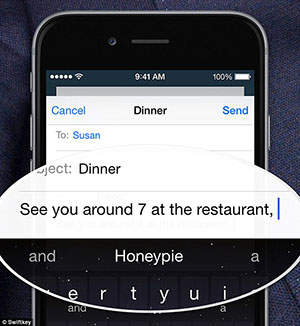 9:41 AM 100%
Cancel Dinner Send
To: Susan
bject: Dinner
See you around 7 at the restaurant,
and Honeypie a
e r t y u i
© Swiftkey